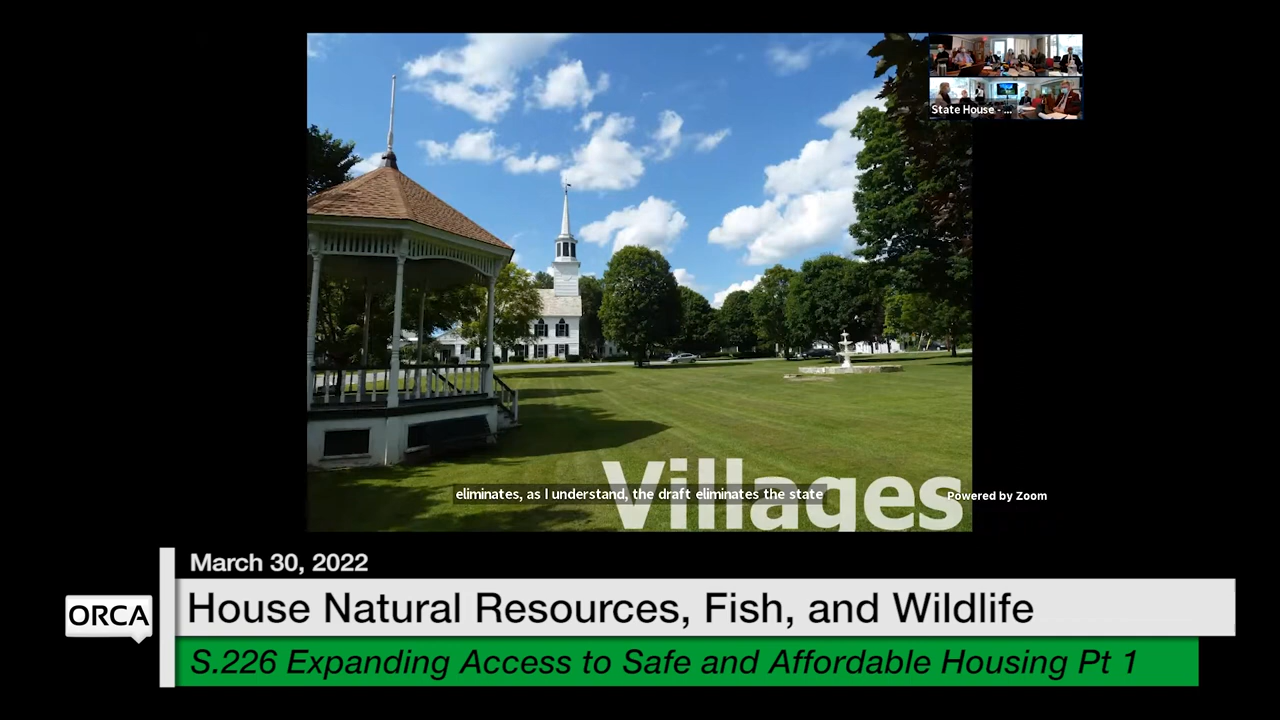 State House - ...
Villages
eliminates, as I understand, the draft eliminates the state
Powered by Zoom
March 30, 2022
ORCA
House Natural Resources, Fish, and Wildlife
S.226 Expanding Access to Safe and Affordable Housing Pt 1